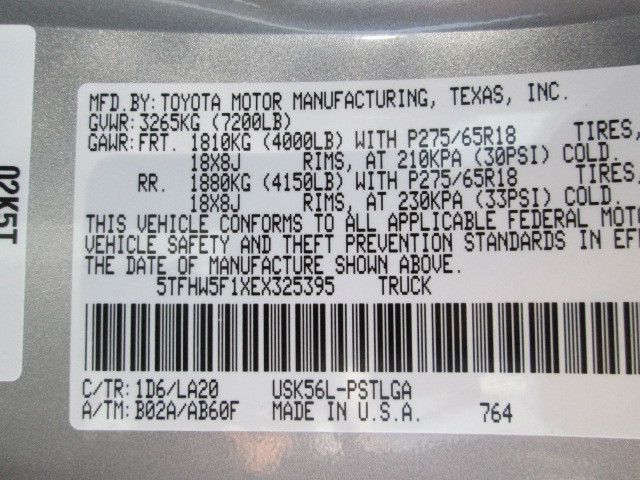 MFD.BY: TOYOTA MOTOR MANUFACTURING, TEXAS, INC.
GVWR: 3265KG (7200LB)
GAWR: FRT. 1810KG (4000LB) WITH P275/65R18 TIRES,
18X8J RIMS, AT 210KPA (30PSI) COLD.
RR. 1880KG (4150LB) WITH P275/65R18 TIRES,
18X8J RIMS, AT 230KPA (33PSI) COLD.
THIS VEHICLE CONFORMS TO ALL APPLICABLE FEDERAL MOTO
VEHICLE SAFETY AND THEFT PREVENTION STANDARDS IN EFF
THE DATE OF MANUFACTURE SHOWN ABOVE.
5TFHW5F1XEX325395 TRUCK
C/TR: 1D6/LA20 USK56L-PSTLGA
A/TM: B02A/AB60F MADE IN U.S.A. 764
02K5T